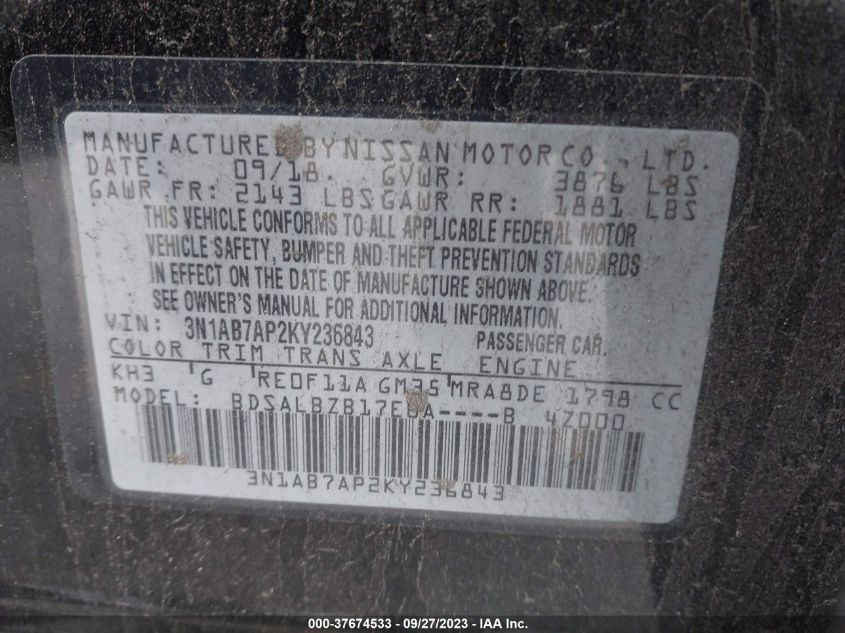 MANUFACTURED BY NISSAN MOTOR CO., LTD.
DATE: 09/18 GVWR: 3876 LBS
GAWR FR: 2143 LBS GAWR RR: 1881 LBS
THIS VEHICLE CONFORMS TO ALL APPLICABLE FEDERAL MOTOR
VEHICLE SAFETY, BUMPER AND THEFT PREVENTION STANDARDS
IN EFFECT ON THE DATE OF MANUFACTURE SHOWN ABOVE.
SEE OWNER'S MANUAL FOR ADDITIONAL INFORMATION.
VIN: 3N1AB7AP2KY236843 PASSENGER CAR.
COLOR TRIM TRANS AXLE ENGINE
KH3 G RE0F11A GM35 MRA8DE 1798 CC
MODEL: BDSALBZB17EUA----B 4Z000
3N1AB7AP2KY236843
000-37674533 / 09/27/2023 / IAA, Inc.